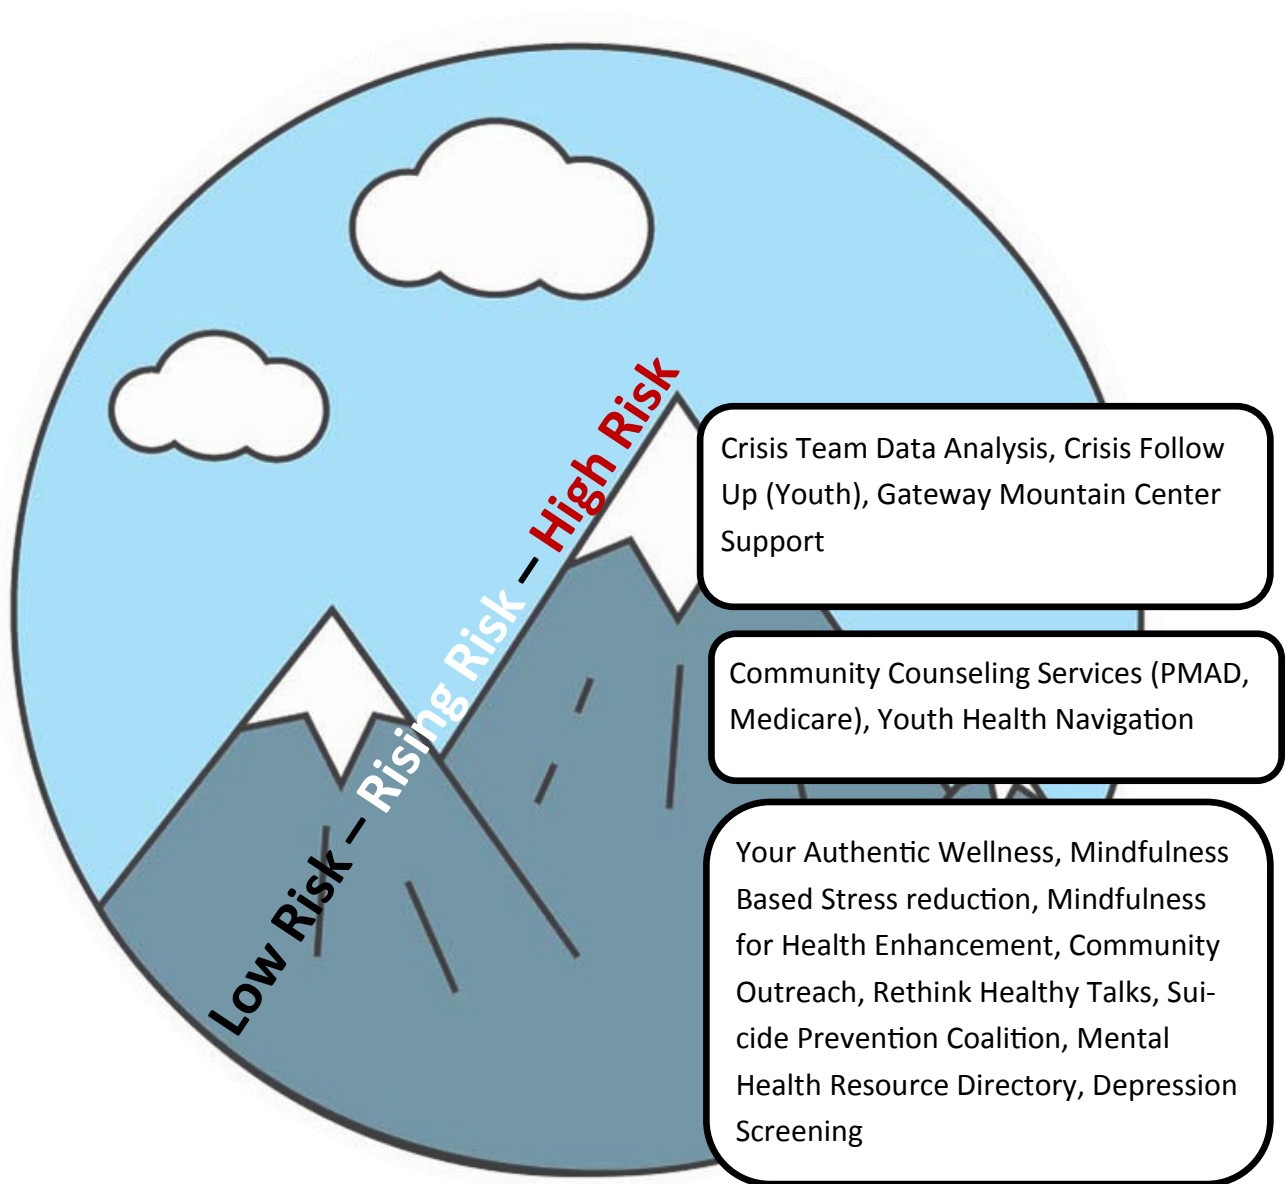 Low Risk – Rising Risk – High Risk
Crisis Team Data Analysis, Crisis Follow
Up (Youth), Gateway Mountain Center
Support
Community Counseling Services (PMAD,
Medicare), Youth Health Navigation
Your Authentic Wellness, Mindfulness
Based Stress reduction, Mindfulness
for Health Enhancement, Community
Outreach, Rethink Healthy Talks, Sui-
cide Prevention Coalition, Mental
Health Resource Directory, Depression
Screening